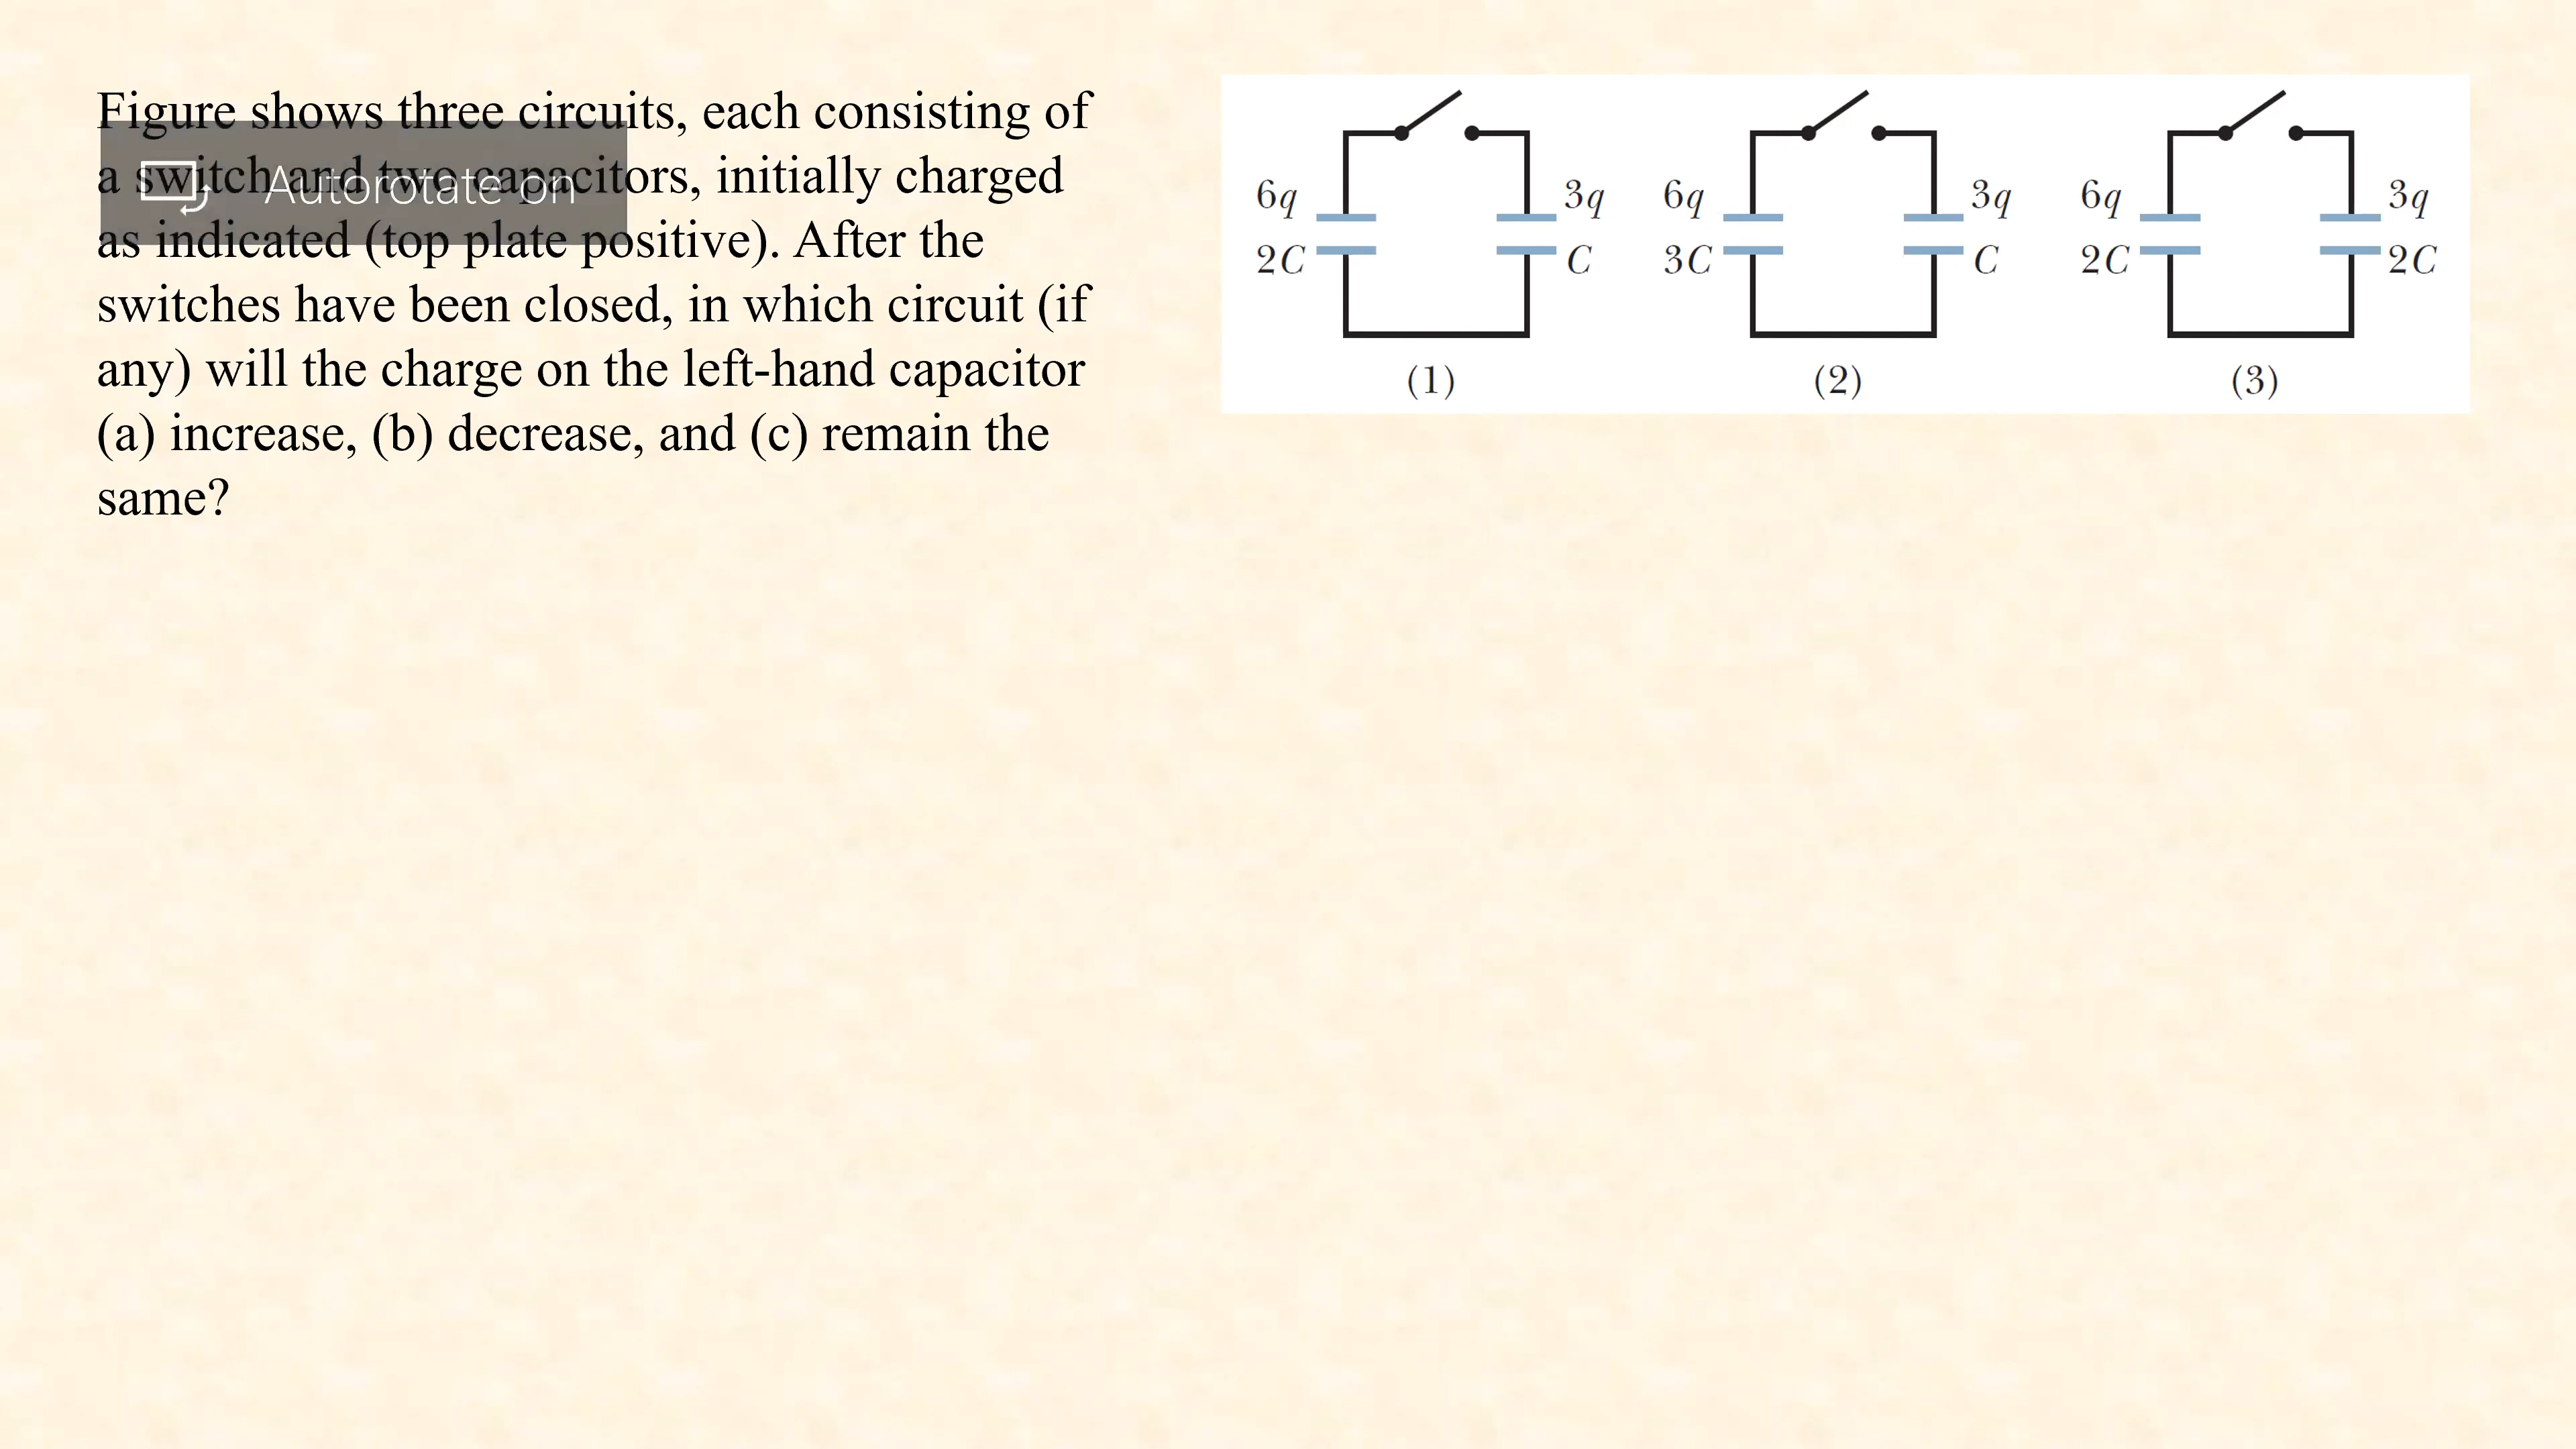 Figure shows three circuits, each consisting of
a switch and two capacitors, initially charged
as indicated (top plate positive). After the
switches have been closed, in which circuit (if
any) will the charge on the left-hand capacitor
(a) increase, (b) decrease, and (c) remain the
same?
Autorotate on
6q 3q 6q 3q 6q 3q
2C C 3C C 2C 2C
(1) (2) (3)